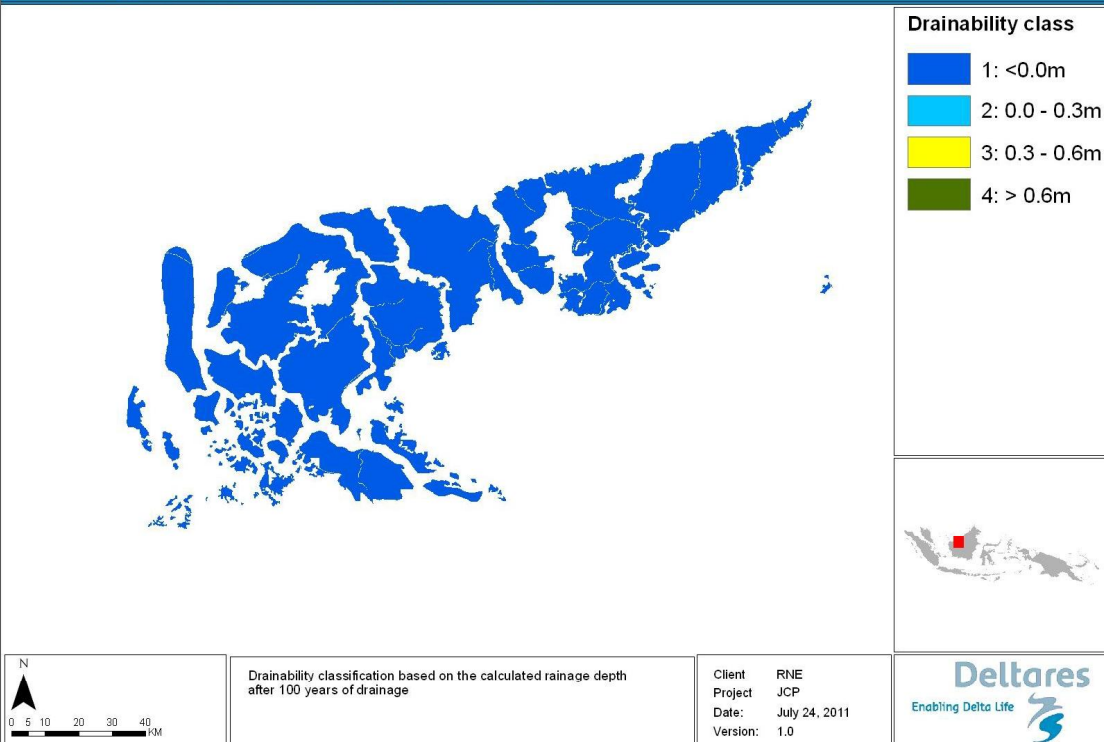 Drainability class
1: <0.0m
2: 0.0 - 0.3m
3: 0.3 - 0.6m
4: > 0.6m
N
0 5 10 20 30 40
KM
Drainability classification based on the calculated rainage depth
after 100 years of drainage
Client RNE
Project JCP
Date: July 24, 2011
Version: 1.0
Deltares
Enabling Delta Life